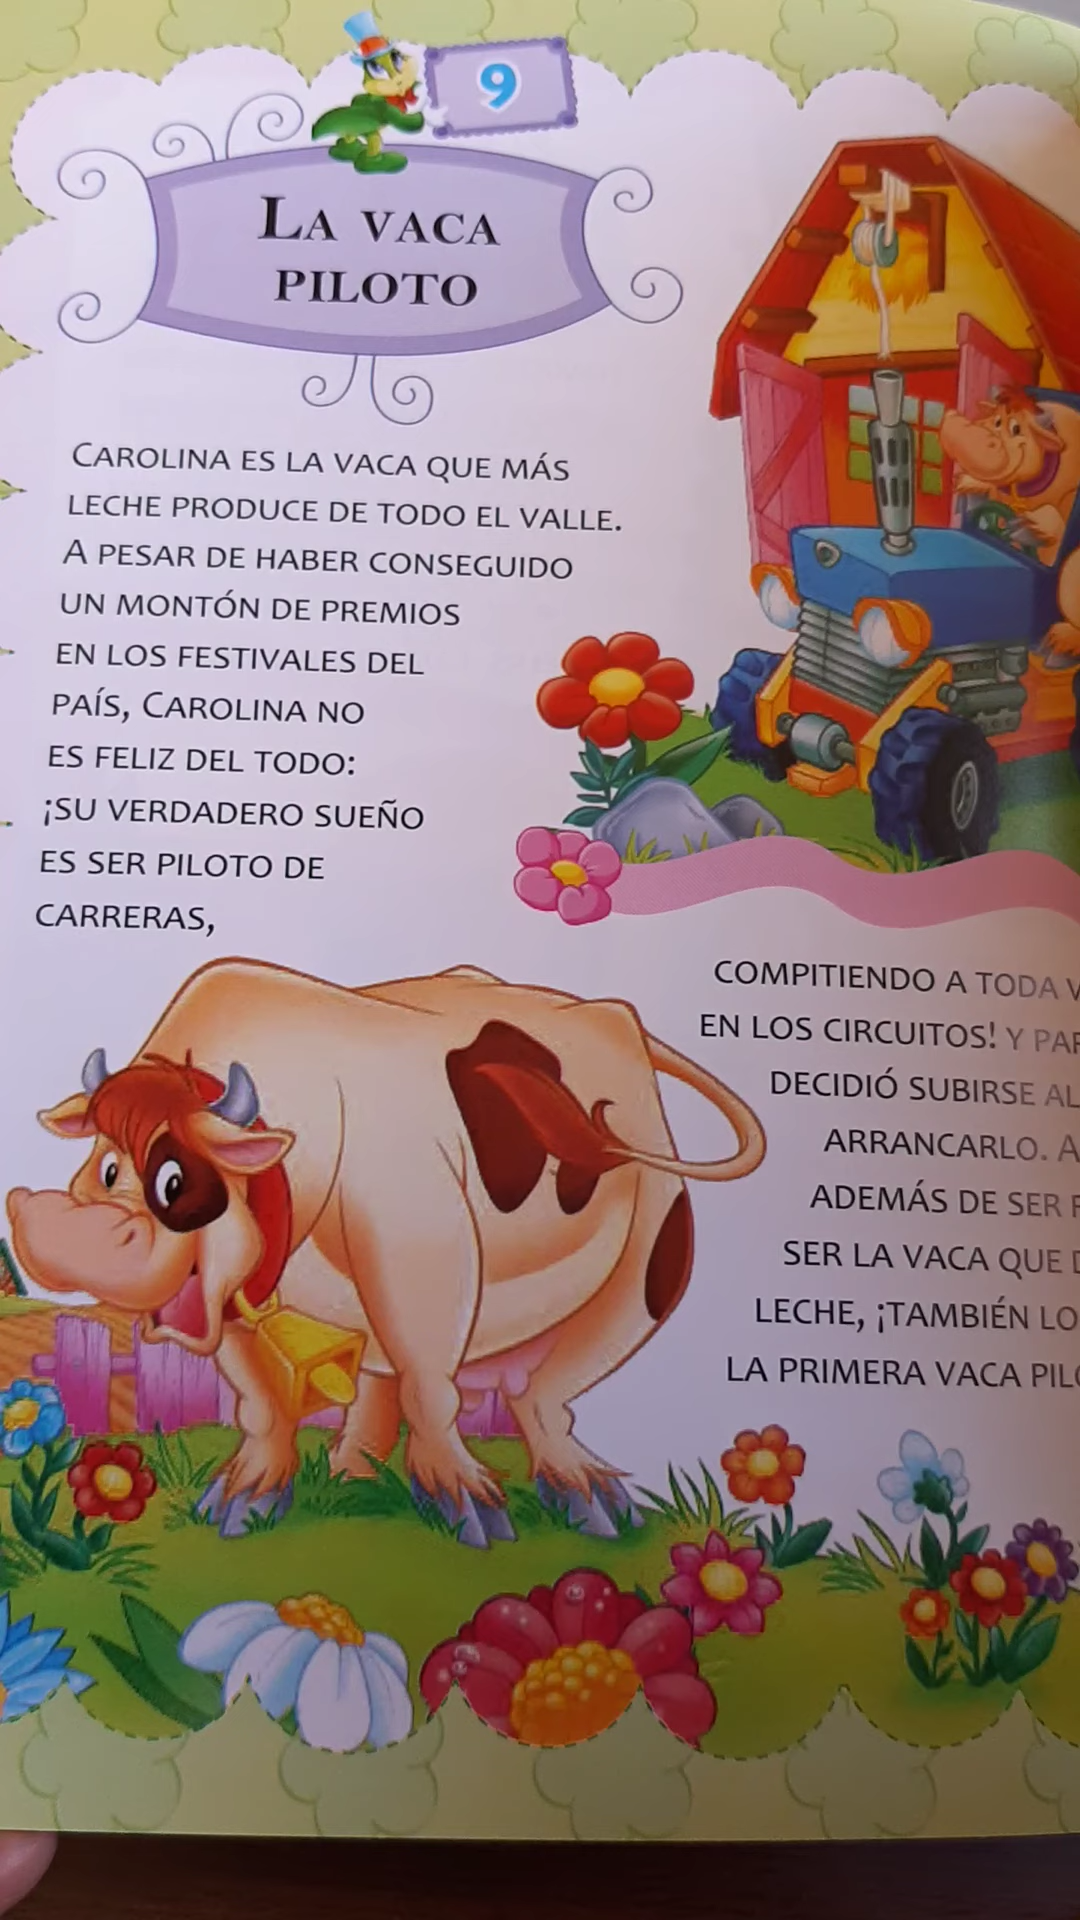 9
LA VACA
PILOTO
CAROLINA ES LA VACA QUE MÁS
LECHE PRODUCE DE TODO EL VALLE.
A PESAR DE HABER CONSEGUIDO
UN MONTÓN DE PREMIOS
EN LOS FESTIVALES DEL
PAÍS, CAROLINA NO
ES FELIZ DEL TODO:
¡SU VERDADERO SUEÑO
ES SER PILOTO DE
CARRERAS,
COMPITIENDO A TODA
EN LOS CIRCUITOS! Y
DECIDIÓ SUBIRSE AL
ARRANCARLO.
ADEMÁS DE SER
SER LA VACA QUE
LECHE, ¡TAMBIÉN LO
LA PRIMERA VACA